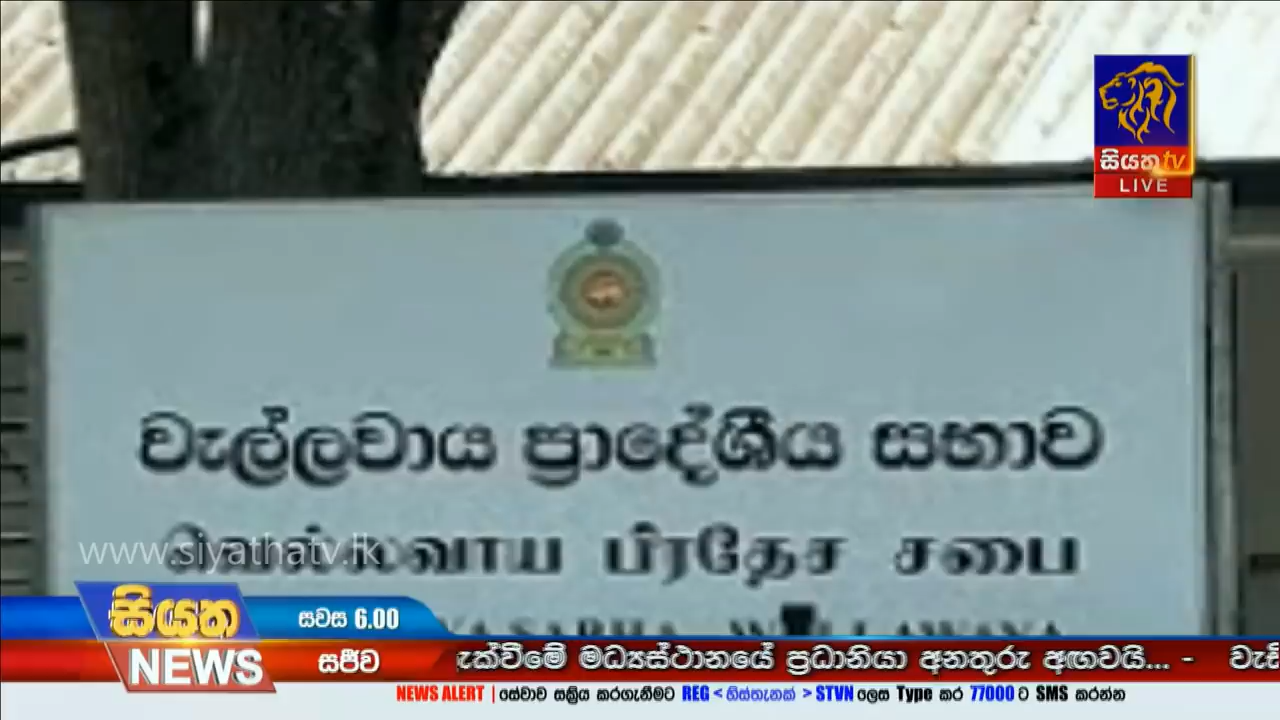 සියත tv
LIVE
වැල්ලවාය ප්‍රාදේශීය සභාව
வெல்லவாய பிரதேச சபை
www.siyathatv.lk
සියත
සවස 6.00
NEWS
සජීව
ැක්වීමේ මධ්‍යස්ථානයේ ප්‍රධානියා අනතුරු අඟවයි... -
NEWS ALERT | සේවාව සක්‍රිය කරගැනීමට REG < හිස්තැනක් > STVN ලෙස Type කර 77000 ට SMS කරන්න